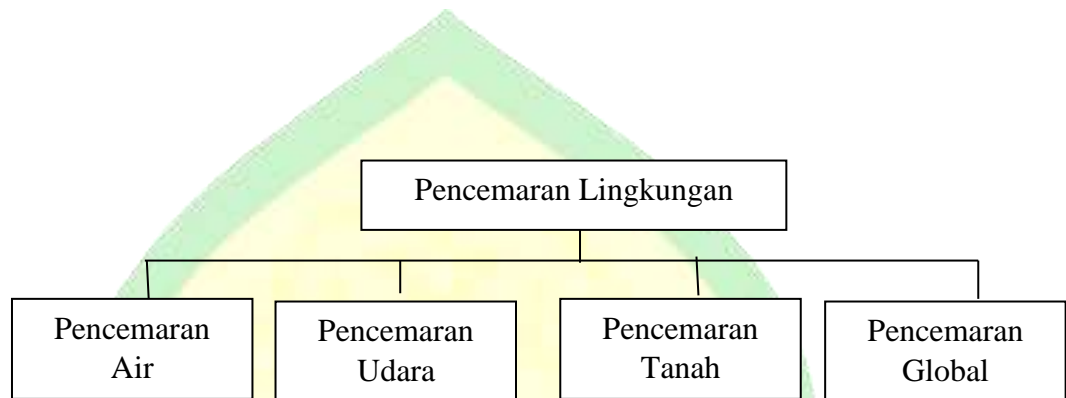 Pencemaran Lingkungan
Pencemaran
Air
Pencemaran
Udara
Pencemaran
Tanah
Pencemaran
Global